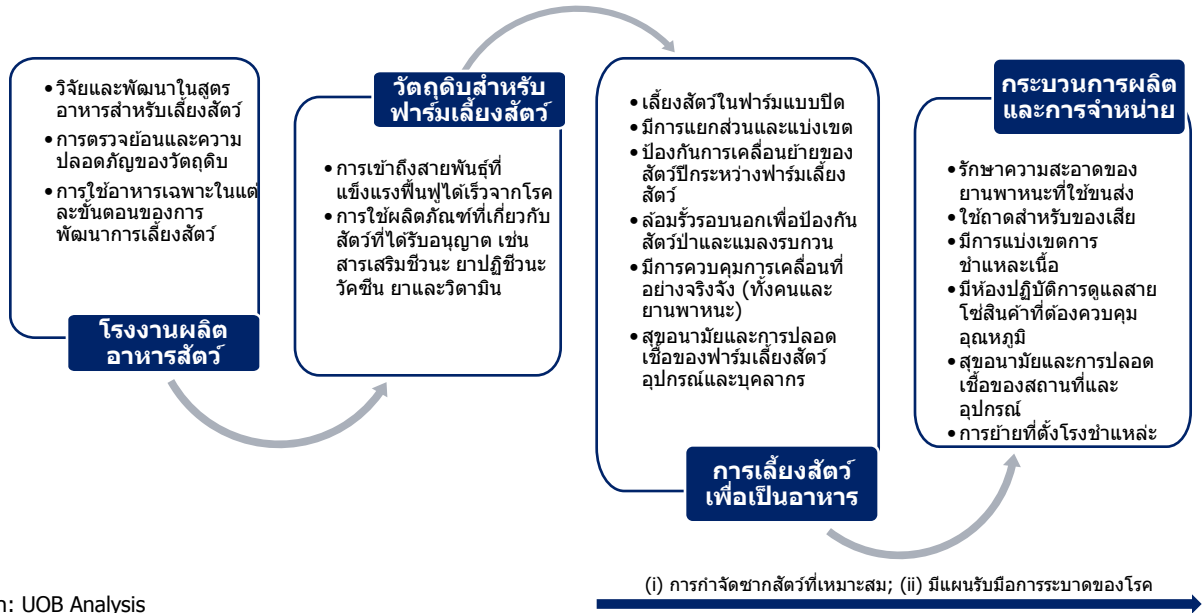 •วิจัยและพัฒนาในสูตร
อาหารสำหรับเลี้ยงสัตว์
•การตรวจย้อนและความ
ปลอดภัญของวัตถุดิบ
•การใช้อาหารเฉพาะในแต่
ละขั้นตอนของการ
พัฒนาการเลี้ยงสัตว์
โรงงานผลิต
อาหารสัตว์
วัตถุดิบสำหรับ
ฟาร์มเลี้ยงสัตว์
•การเข้าถึงสายพันธุ์ที่
แข็งแรงฟื้นฟูได้เร็วจากโรค
•การใช้ผลิตภัณฑ์ที่เกี่ยวกับ
สัตว์ที่ได้รับอนุญาต เช่น
สารเสริมชีวนะ ยาปฏิชีวนะ
วัคซีน ยาและวิตามิน
•เลี้ยงสัตว์ในฟาร์มแบบปิด
•มีการแยกส่วนและแบ่งเขต
•ป้องกันการเคลื่อนย้ายของ
สัตว์ปีกระหว่างฟาร์มเลี้ยง
สัตว์
•ล้อมรั้วรอบนอกเพื่อป้องกัน
สัตว์ป่าและแมลงรบกวน
•มีการควบคุมการเคลื่อนที่
อย่างจริงจัง (ทั้งคนและ
ยานพาหนะ)
•สุขอนามัยและการปลอด
เชื้อของฟาร์มเลี้ยงสัตว์
อุปกรณ์และบุคลากร
การเลี้ยงสัตว์
เพื่อเป็นอาหาร
กระบวนการผลิต
และการจำหน่าย
•รักษาความสะอาดของ
ยานพาหนะที่ใช้ขนส่ง
•ใช้ถาดสำหรับของเสีย
•มีการแบ่งเขตการ
ชำแหละเนื้อ
•มีห้องปฏิบัติการดูแลสาย
โซ่สินค้าที่ต้องควบคุม
อุณหภูมิ
•สุขอนามัยและการปลอด
เชื้อของสถานที่และ
อุปกรณ์
•การย้ายที่ตั้งโรงชำแหล่ะ
(i) การกำจัดซากสัตว์ที่เหมาะสม; (ii) มีแผนรับมือการระบาดของโรค
: UOB Analysis